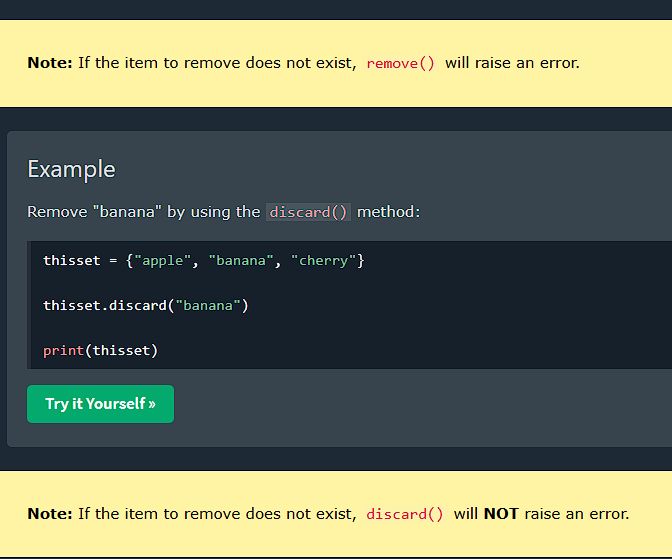 Note: If the item to remove does not exist, remove() will raise an error.
Example
Remove "banana" by using the discard() method:
thisset = {"apple", "banana", "cherry"}
thisset.discard("banana")
print(thisset)
Try it Yourself »
Note: If the item to remove does not exist, discard() will NOT raise an error.